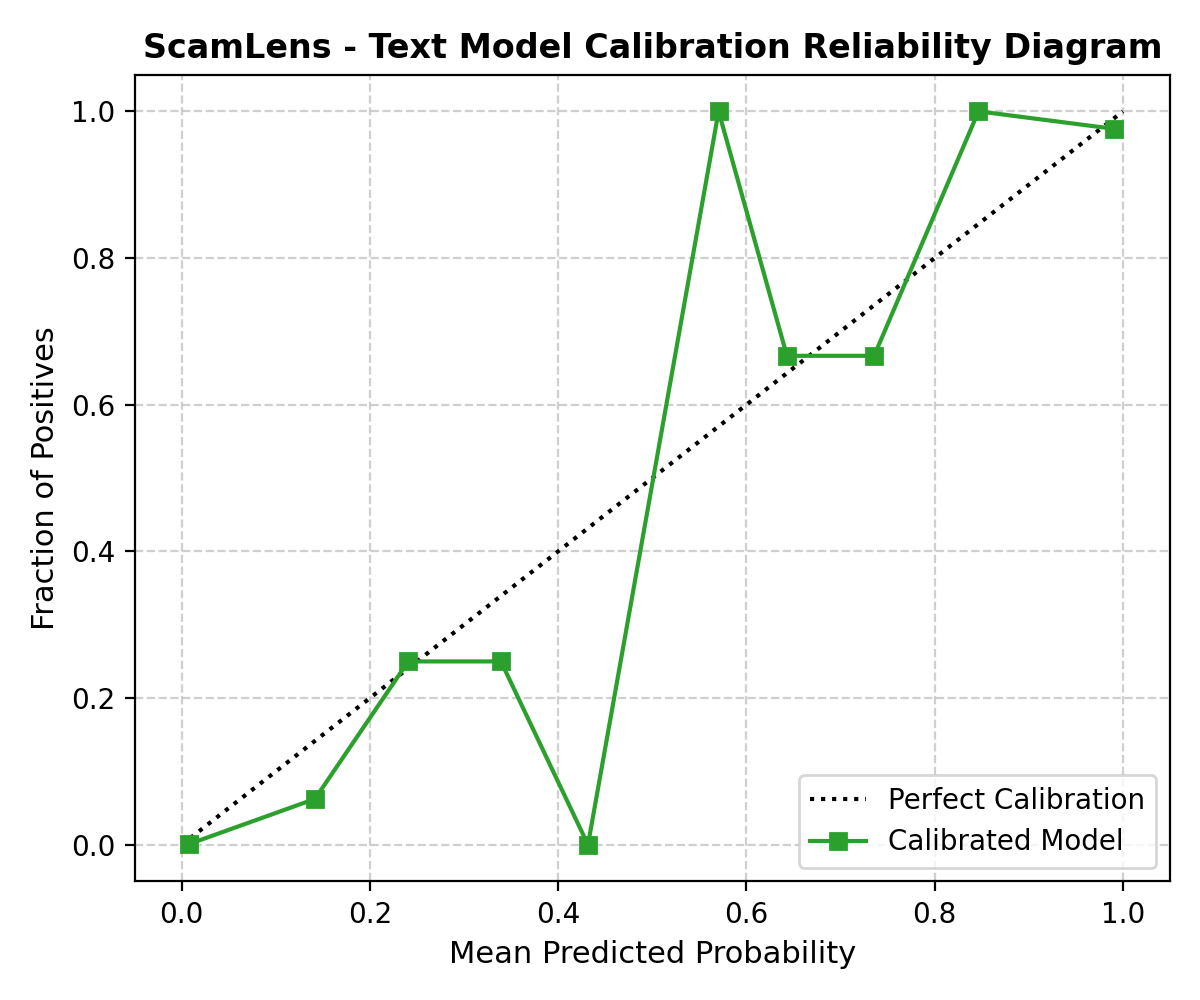 ScamLens - Text Model Calibration Reliability Diagram
1.0
0.8
0.6
0.4
0.2
0.0
Fraction of Positives
0.0 0.2 0.4 0.6 0.8 1.0
Mean Predicted Probability
Perfect Calibration
Calibrated Model